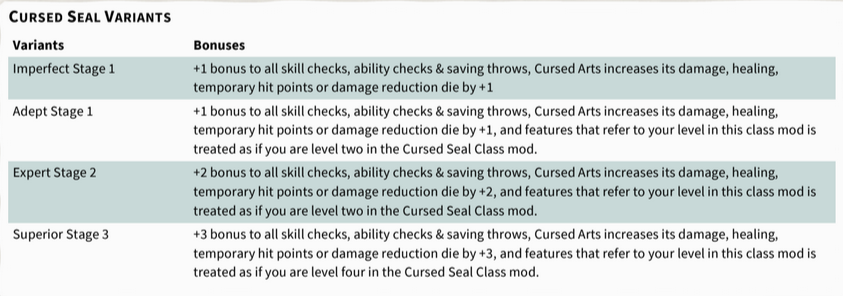 CURSED SEAL VARIANTS
Variants Bonuses
Imperfect Stage 1 +1 bonus to all skill checks, ability checks & saving throws, Cursed Arts increases its damage, healing,
temporary hit points or damage reduction die by +1
Adept Stage 1 +1 bonus to all skill checks, ability checks & saving throws, Cursed Arts increases its damage, healing,
temporary hit points or damage reduction die by +1, and features that refer to your level in this class mod is
treated as if you are level two in the Cursed Seal Class mod.
Expert Stage 2 +2 bonus to all skill checks, ability checks & saving throws, Cursed Arts increases its damage, healing,
temporary hit points or damage reduction die by +2, and features that refer to your level in this class mod is
treated as if you are level two in the Cursed Seal Class mod.
Superior Stage 3 +3 bonus to all skill checks, ability checks & saving throws, Cursed Arts increases its damage, healing,
temporary hit points or damage reduction die by +3, and features that refer to your level in this class mod is
treated as if you are level four in the Cursed Seal Class mod.